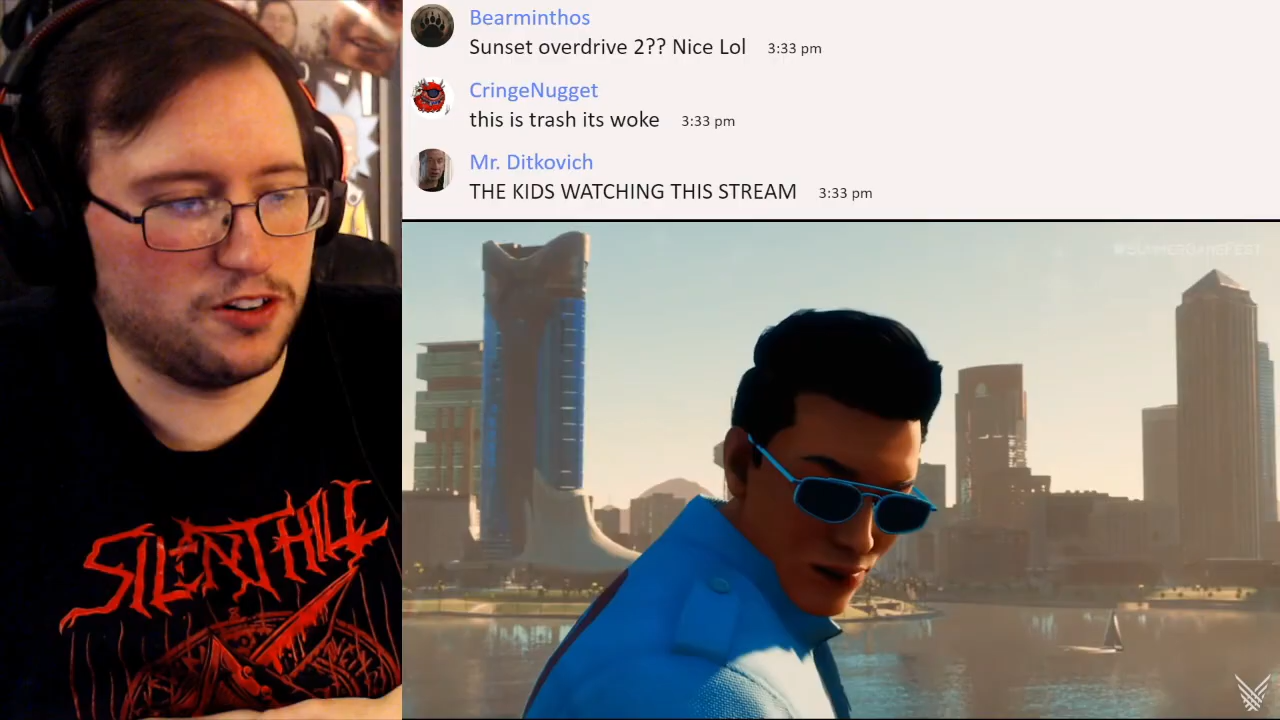 Bearminthos
Sunset overdrive 2?? Nice Lol 3:33 pm
CringeNugget
this is trash its woke 3:33 pm
Mr. Ditkovich
THE KIDS WATCHING THIS STREAM 3:33 pm
#SUMMERGAMEFEST
SILENT HILL